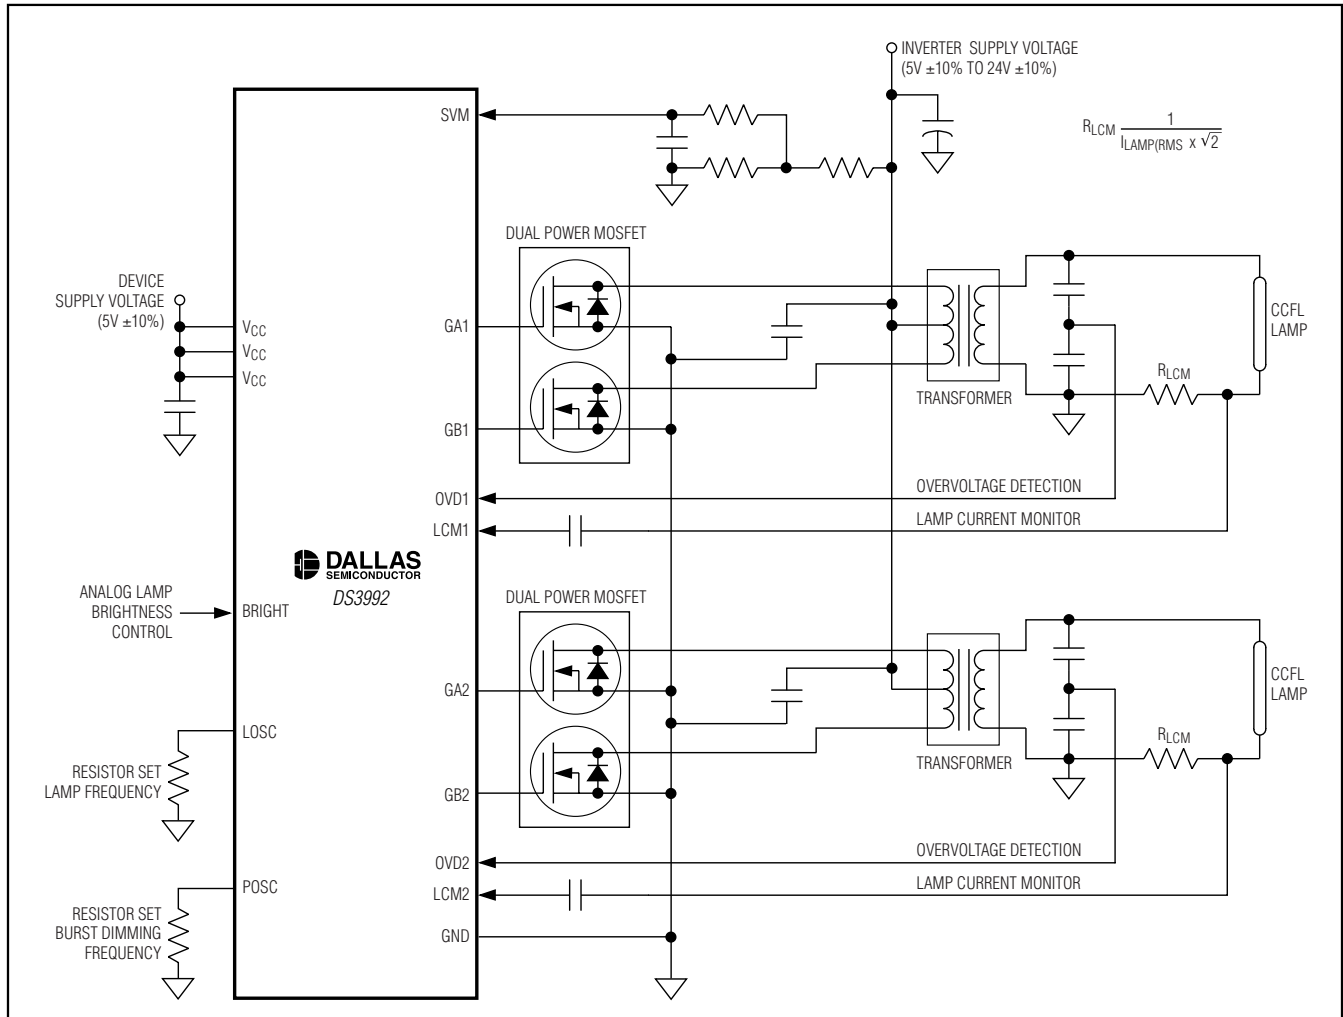 INVERTER SUPPLY VOLTAGE
(5V ±10% TO 24V ±10%)
SVM
RLCM 1
ILAMP(RMS x √2
DUAL POWER MOSFET
DEVICE
SUPPLY VOLTAGE
(5V ±10%)
VCC
VCC
VCC
GA1
GB1
TRANSFORMER
RLCM
CCFL
LAMP
OVD1
OVERVOLTAGE DETECTION
LCM1
LAMP CURRENT MONITOR
DALLAS
SEMICONDUCTOR
DS3992
ANALOG LAMP
BRIGHTNESS
CONTROL
BRIGHT
DUAL POWER MOSFET
GA2
GB2
TRANSFORMER
RLCM
CCFL
LAMP
LOSC
RESISTOR SET
LAMP FREQUENCY
OVD2
OVERVOLTAGE DETECTION
LCM2
LAMP CURRENT MONITOR
POSC
RESISTOR SET
BURST DIMMING
FREQUENCY
GND